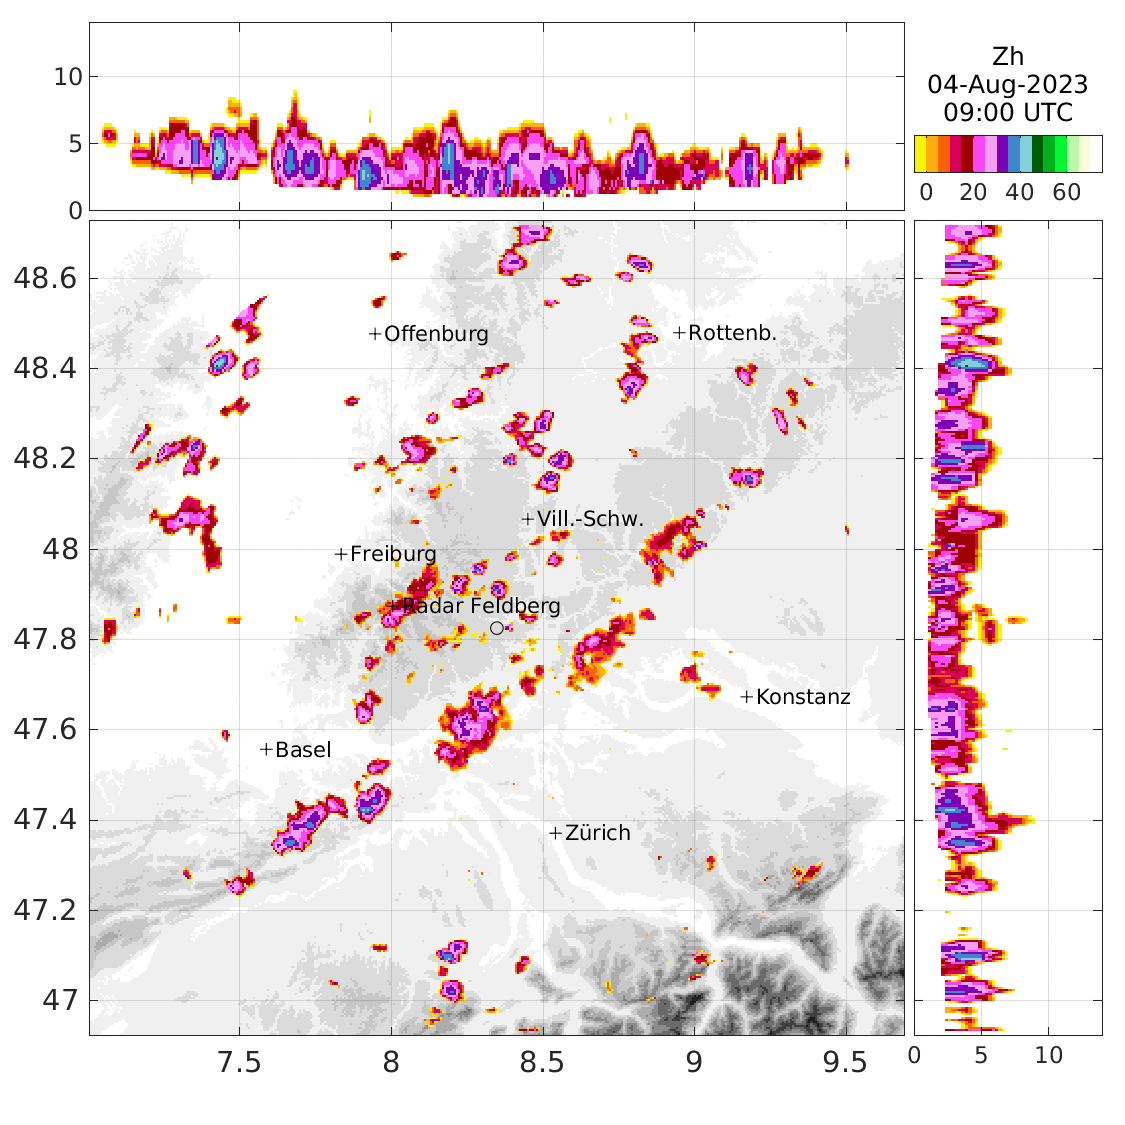 10
5
0
Zh
04-Aug-2023
09:00 UTC
0 20 40 60
48.6
48.4
48.2
48
47.8
47.6
47.4
47.2
47
+Offenburg
+Rottenb.
+Vill.-Schw.
+Freiburg
+Radar Feldberg
+Konstanz
+Basel
+Zürich
7.5 8 8.5 9 9.5
0 5 10